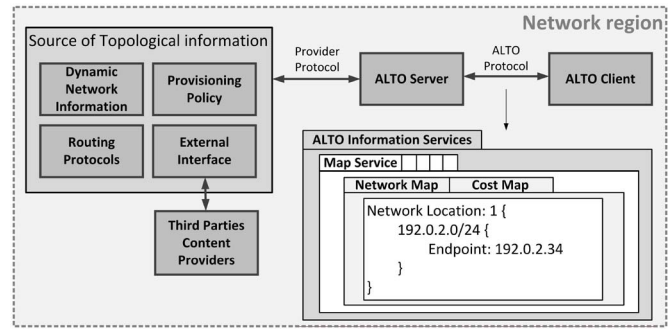 Network region
Source of Topological information
Dynamic
Network
Information
Provisioning
Policy
Routing
Protocols
External
Interface
Third Parties
Content
Providers
Provider
Protocol
ALTO Server
ALTO
Protocol
ALTO Client
ALTO Information Services
Map Service
Network Map
Cost Map
Network Location: 1 {
192.0.2.0/24 {
Endpoint: 192.0.2.34
}
}